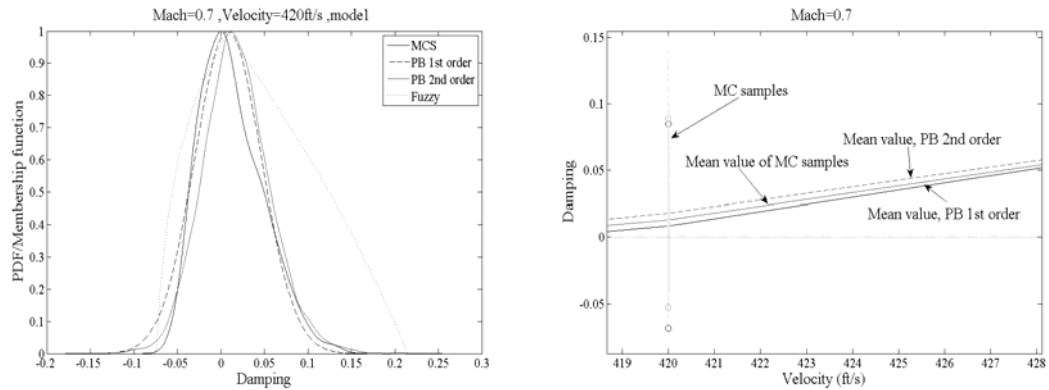 Mach=0.7 ,Velocity=420ft/s ,mode1
PDF/Membership function
1
0.9
0.8
0.7
0.6
0.5
0.4
0.3
0.2
0.1
0
-0.2
-0.15
-0.1
-0.05
0
0.05
0.1
0.15
0.2
0.25
0.3
Damping
MCS
PB 1st order
PB 2nd order
Fuzzy
Mach=0.7
Damping
0.15
0.1
0.05
0
-0.05
MC samples
Mean value, PB 2nd order
Mean value of MC samples
Mean value, PB 1st order
419
420
421
422
423
424
425
426
427
428
Velocity (ft/s)